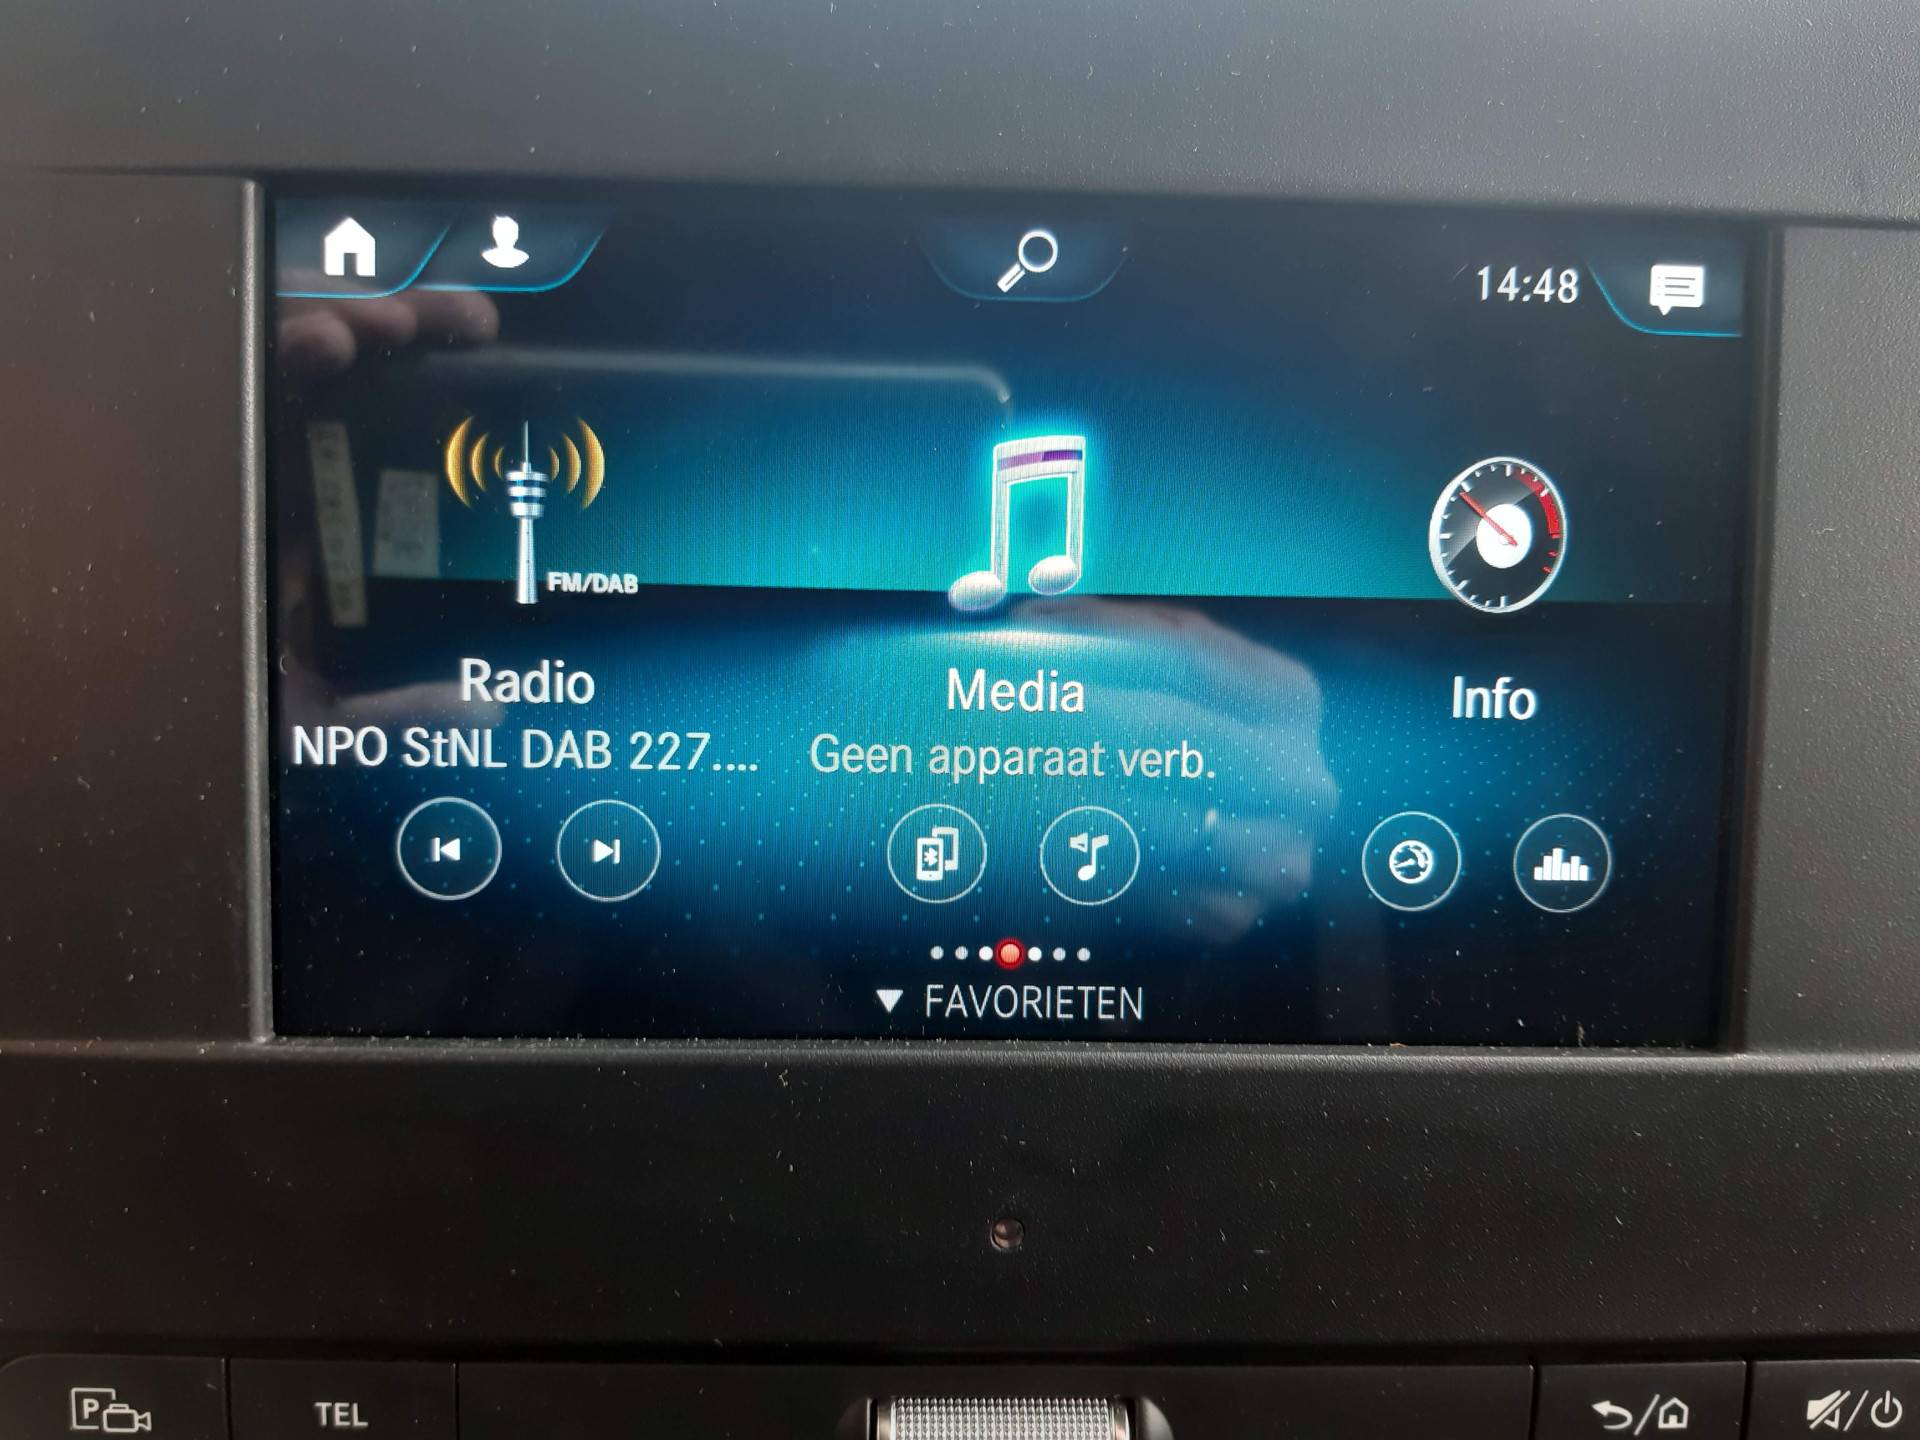 14:48
FM/DAB
Radio
NPO StNL DAB 227....
Media
Geen apparaat verb.
Info
FAVORIETEN
P
TEL